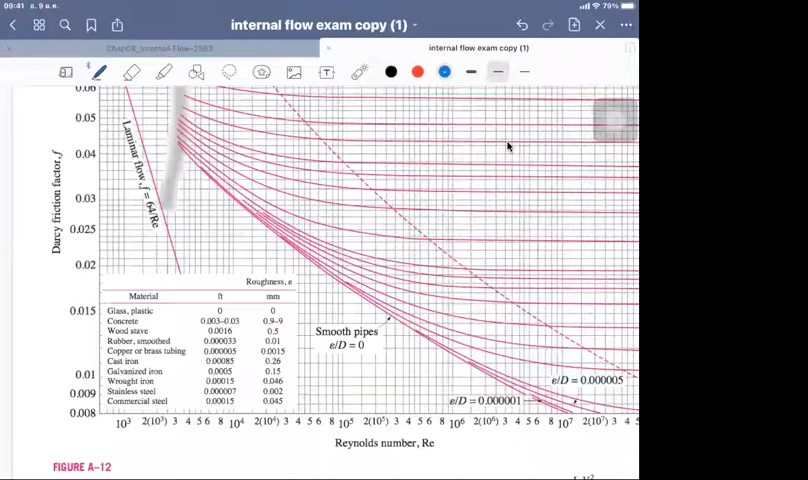 09:41 อ. 9 ม.ค.
79%
internal flow exam copy (1)
Chap08_Internal-Flow-2563
internal flow exam copy (1)
T
0.06
0.05
0.04
0.03
0.025
0.02
0.015
0.01
0.009
0.008
Darcy friction factor, f
Laminar flow, f = 64/Re
Roughness, ε
Material ft mm
Glass, plastic 0 0
Concrete 0.003–0.03 0.9–9
Wood stave 0.0016 0.5
Rubber, smoothed 0.000033 0.01
Copper or brass tubing 0.000005 0.0015
Cast iron 0.00085 0.26
Galvanized iron 0.0005 0.15
Wrought iron 0.00015 0.046
Stainless steel 0.000007 0.002
Commercial steel 0.00015 0.045
Smooth pipes
ε/D = 0
ε/D = 0.000005
ε/D = 0.000001
10³ 2(10³) 3 4 5 6 8 10⁴ 2(10⁴) 3 4 5 6 8 10⁵ 2(10⁵) 3 4 5 6 8 10⁶ 2(10⁶) 3 4 5 6 8 10⁷ 2(10⁷) 3 4 5
Reynolds number, Re
FIGURE A–12